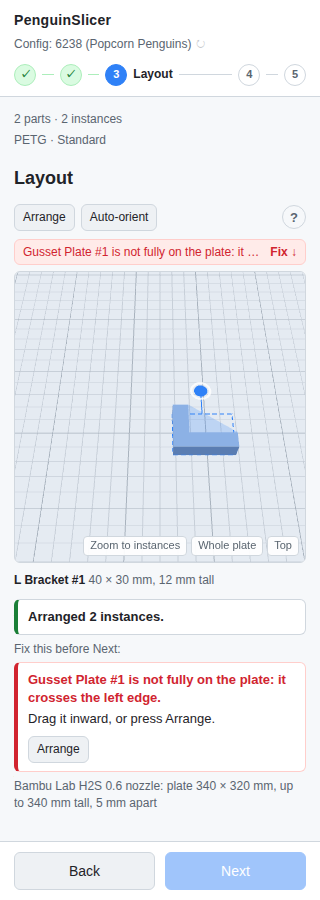 PenguinSlicer
Config: 6238 (Popcorn Penguins)
3 Layout 4 5
2 parts · 2 instances
PETG · Standard
Layout
Arrange Auto-orient ?
Gusset Plate #1 is not fully on the plate: it … Fix ↓
Zoom to instances Whole plate Top
L Bracket #1 40 × 30 mm, 12 mm tall
Arranged 2 instances.
Fix this before Next:
Gusset Plate #1 is not fully on the plate: it
crosses the left edge.
Drag it inward, or press Arrange.
Arrange
Bambu Lab H2S 0.6 nozzle: plate 340 × 320 mm, up
to 340 mm tall, 5 mm apart
Back Next